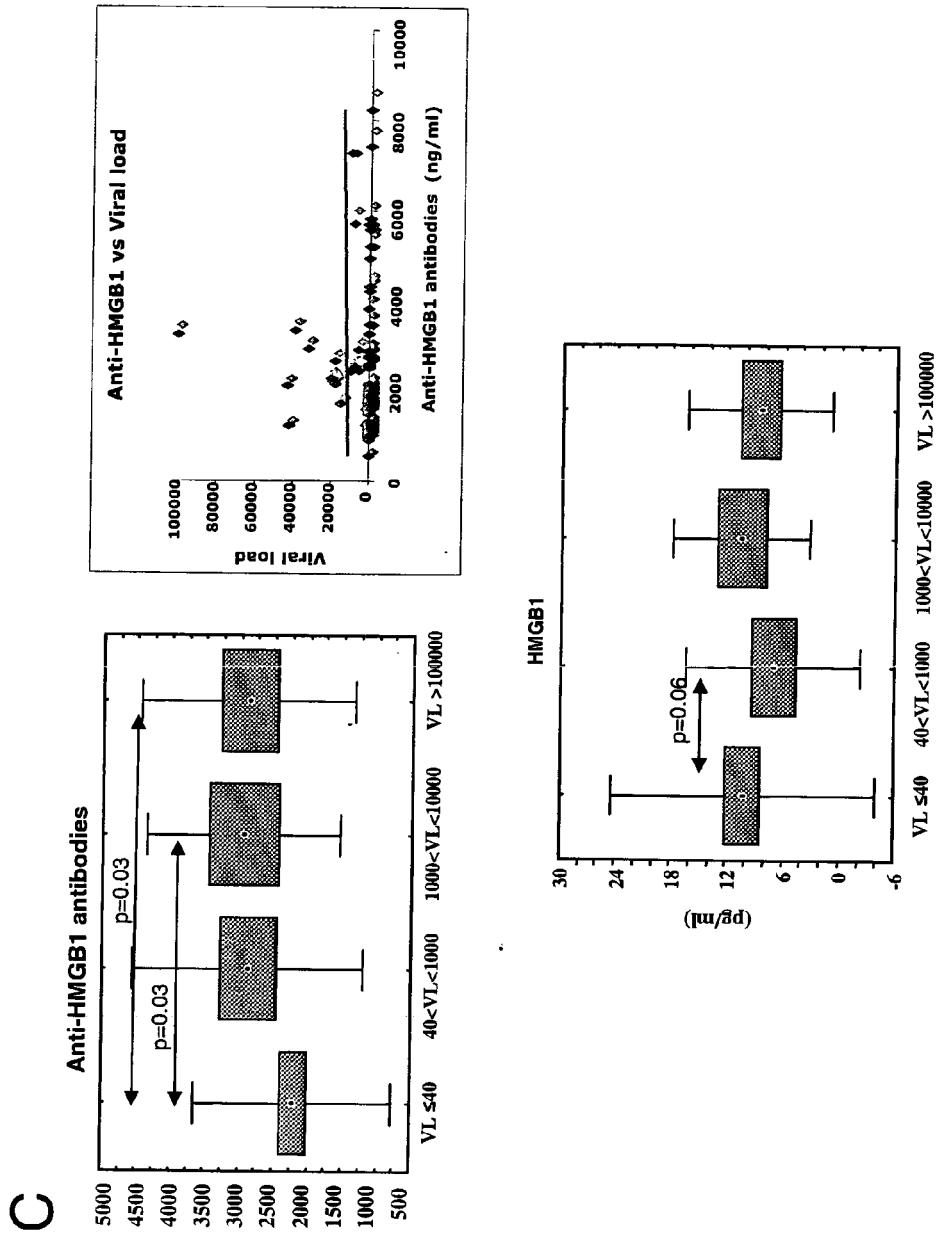 C
Anti-HMGB1 antibodies
5000
4500
4000
3500
3000
2500
2000
1500
1000
500
p=0.03
p=0.03
VL ≤40
40<VL<1000
1000<VL<10000
VL >100000
Anti-HMGB1 vs Viral load
Viral load
100000
80000
60000
40000
20000
0
0
2000
4000
6000
8000
10000
Anti-HMGB1 antibodies (ng/ml)
HMGB1
(pg/ml)
30
24
18
12
6
0
-6
p=0.06
VL ≤40
40<VL<1000
1000<VL<10000
VL >100000